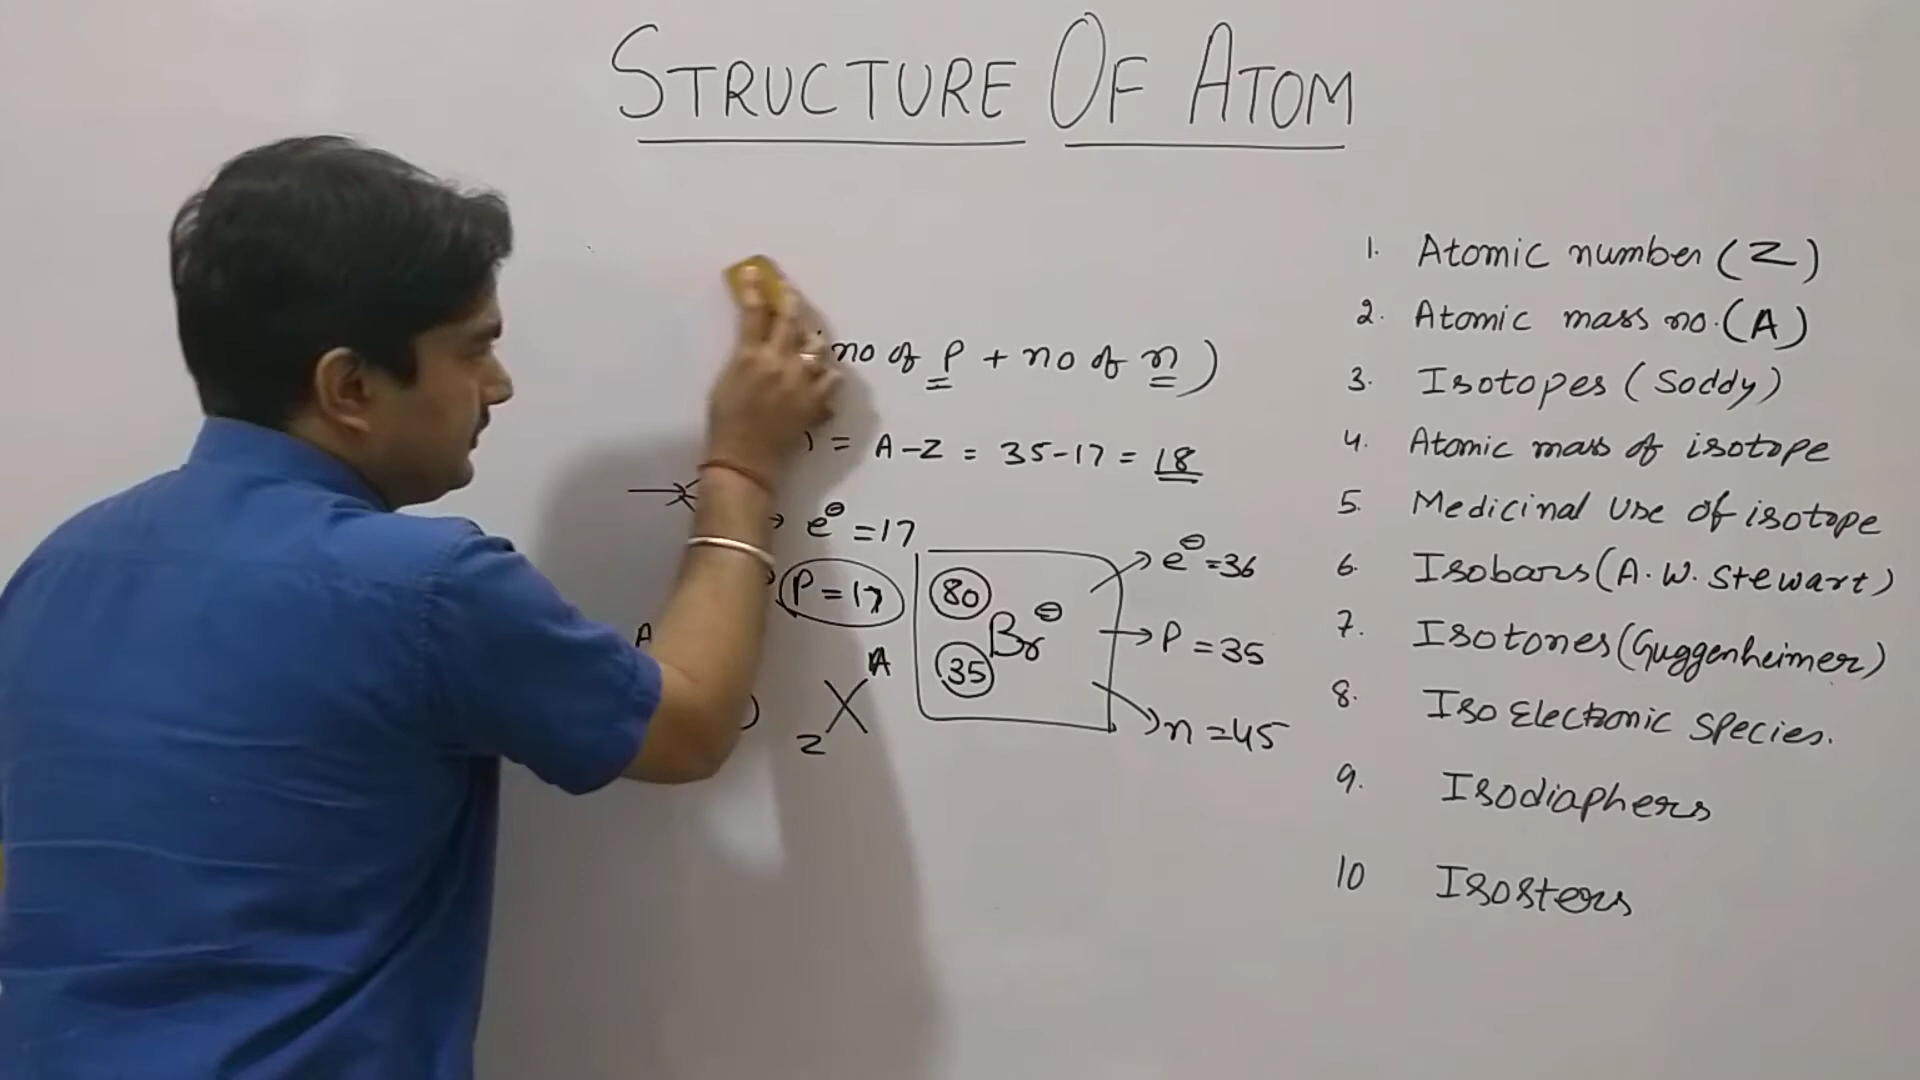 STRUCTURE OF ATOM
no of p + no of n )
) = A-Z = 35-17 = 18
→ e⊖ = 17
P = 17
A
Z X A
80
35 Br ⊖
→ e⊖ = 36
→ P = 35
→ n = 45
1. Atomic number (Z)
2. Atomic mass no. (A)
3. Isotopes (Soddy)
4. Atomic mass of isotope
5. Medicinal Use of isotope
6. Isobars (A.W. Stewart)
7. Isotones (Guggenheimer)
8. Iso Electronic Species.
9. Isodiaphers
10 Isosters